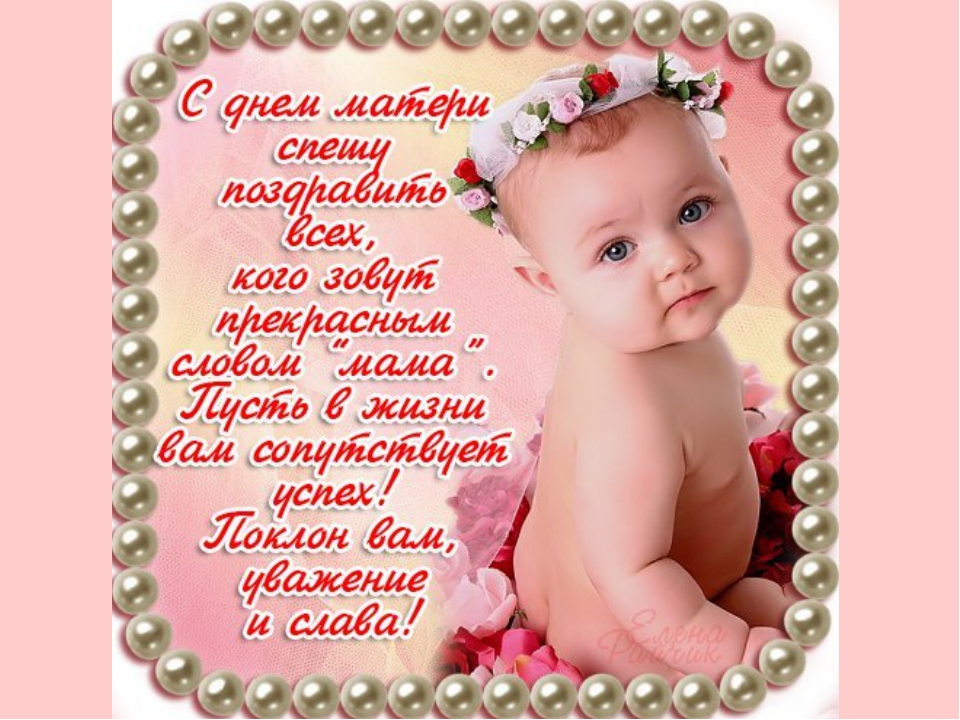 С днем матери
спешу
поздравить
всех,
кого зовут
прекрасным
словом "мама".
Пусть в жизни
вам сопутствует
успех!
Поклон вам,
уважение
и слава!
Елена